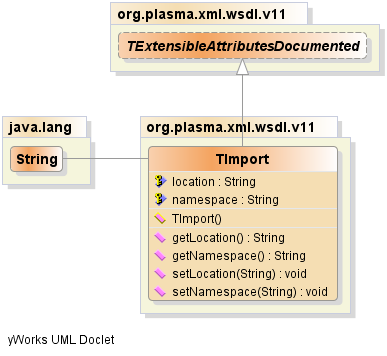 org.plasma.xml.wsdl.v11
TExtensibleAttributesDocumented
java.lang
String
org.plasma.xml.wsdl.v11
TImport
location : String
namespace : String
TImport()
getLocation() : String
getNamespace() : String
setLocation(String) : void
setNamespace(String) : void
yWorks UML Doclet